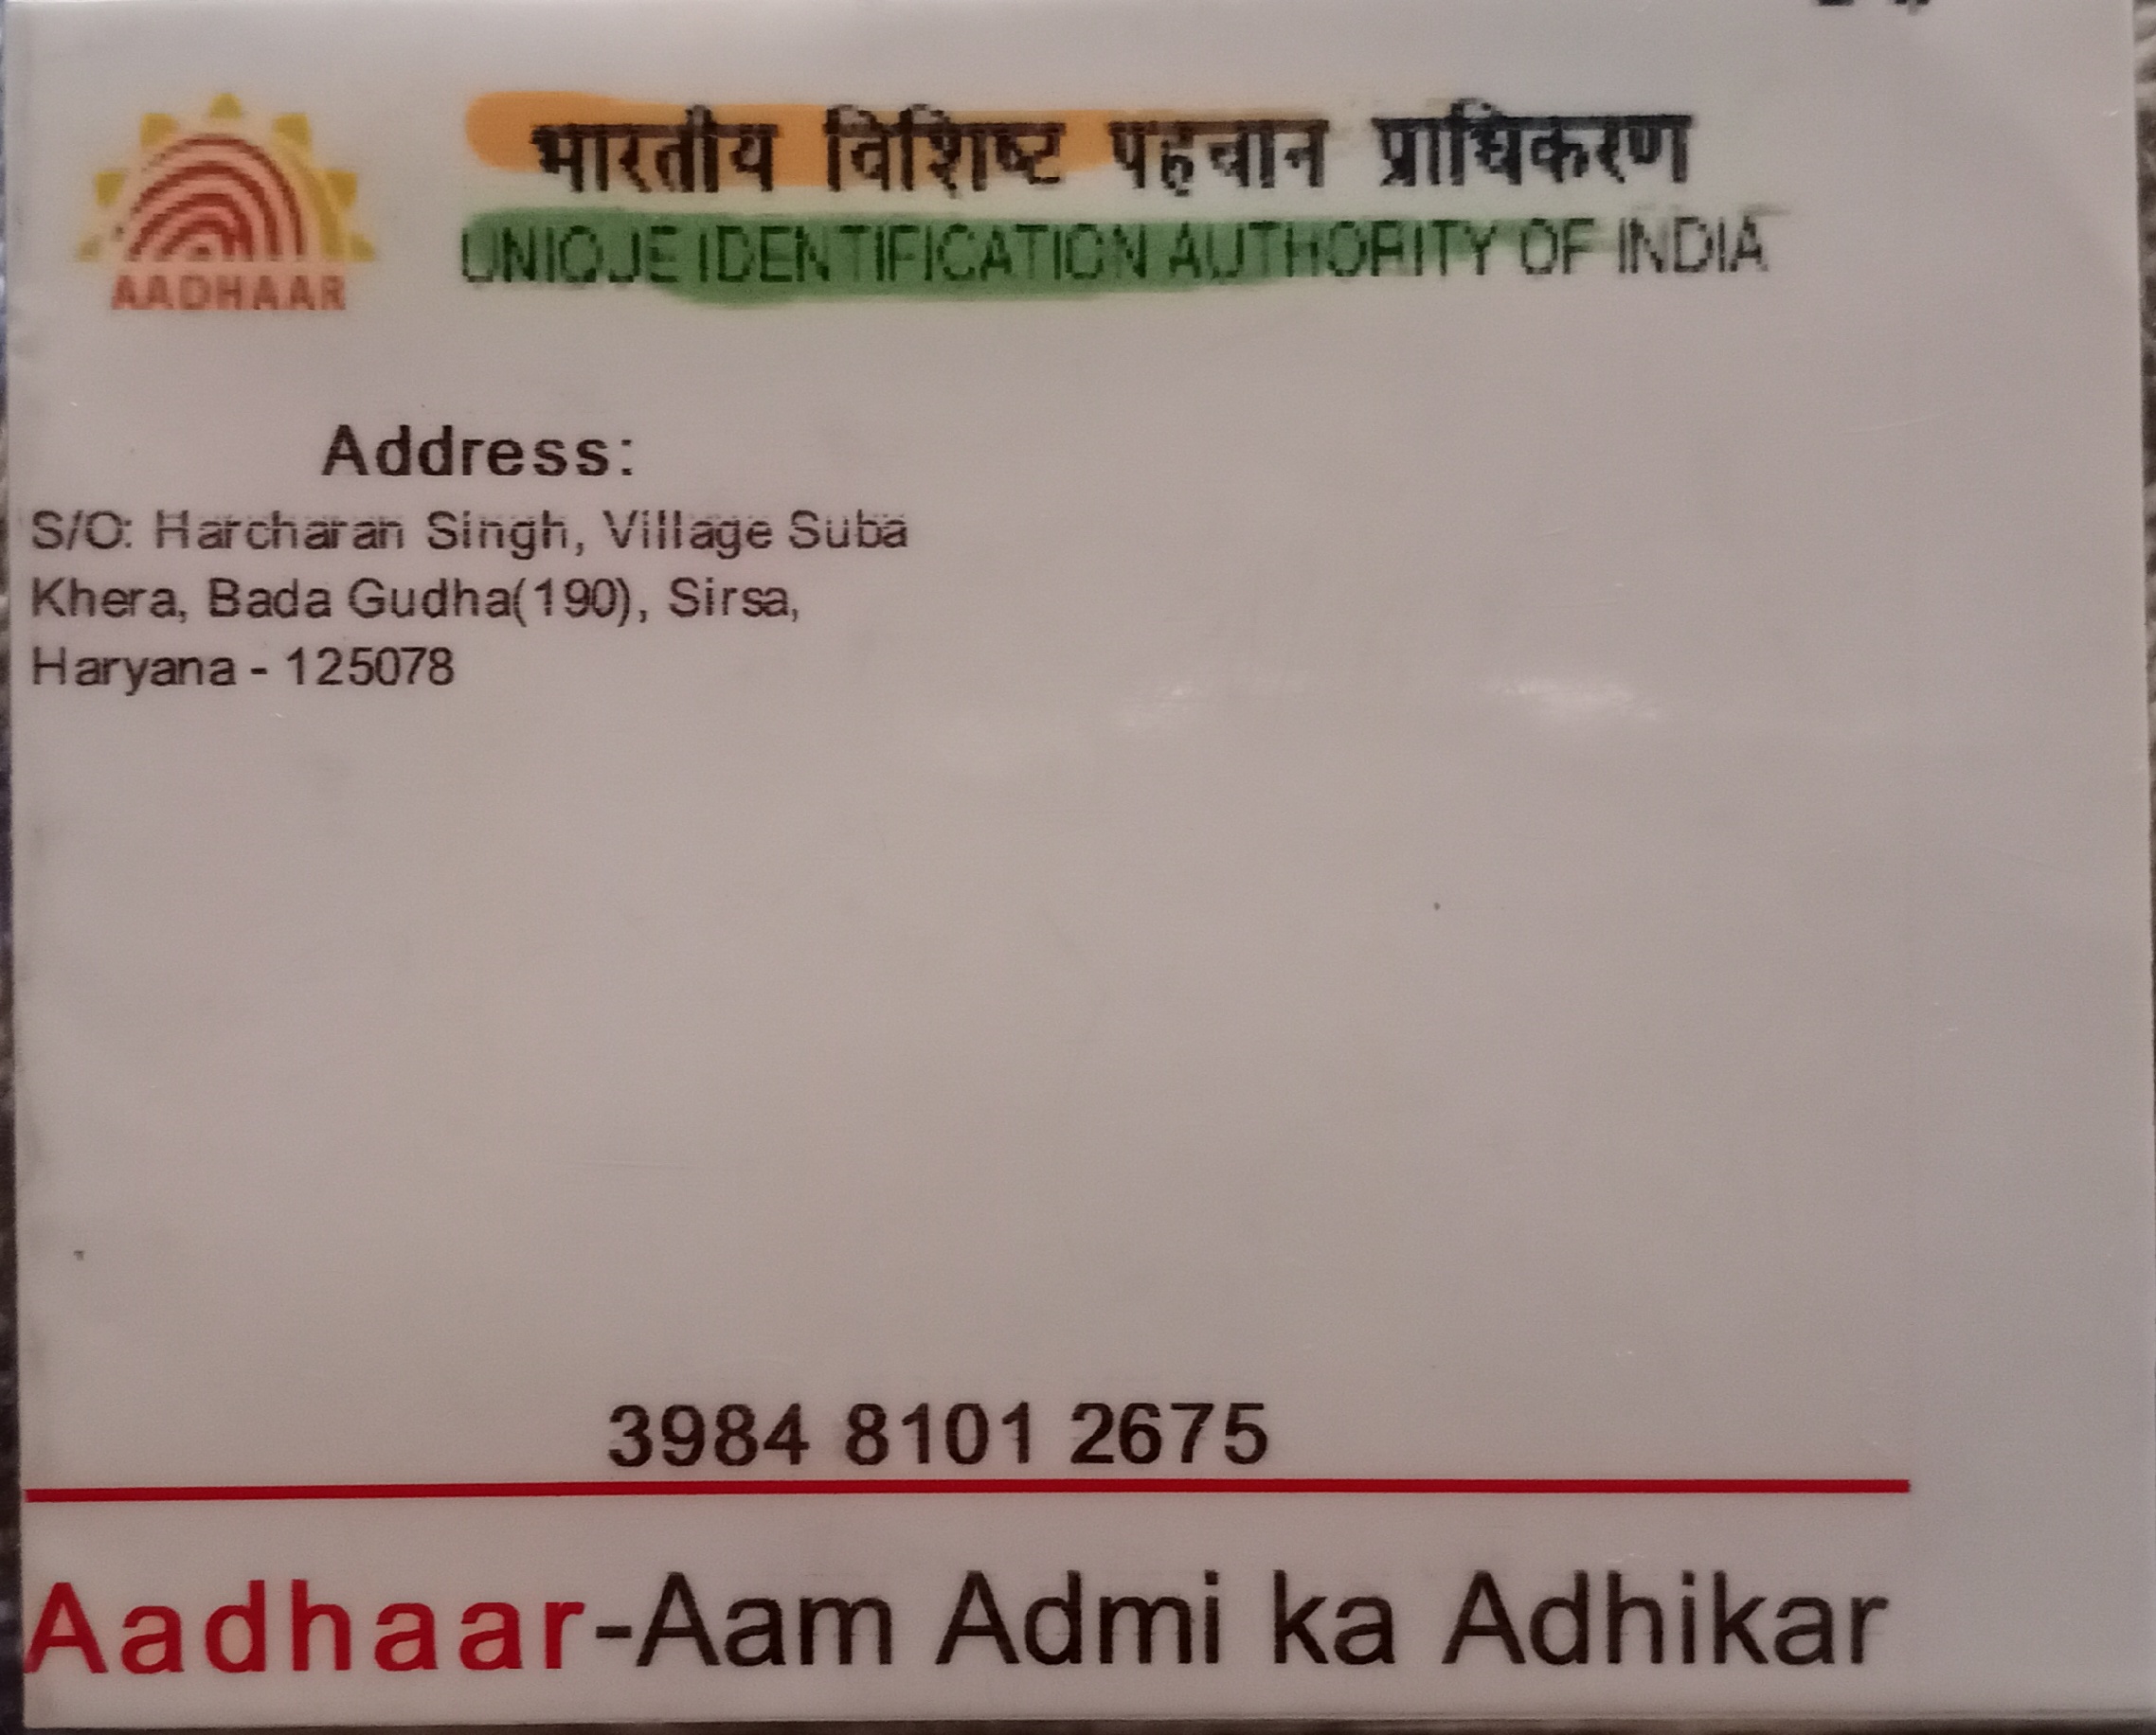 AADHAAR
भारतीय विशिष्ट पहचान प्राधिकरण
UNIQUE IDENTIFICATION AUTHORITY OF INDIA
Address:
S/O: Harcharan Singh, Village Suba
Khera, Bada Gudha(190), Sirsa,
Haryana - 125078
3984 8101 2675
Aadhaar-Aam Admi ka Adhikar